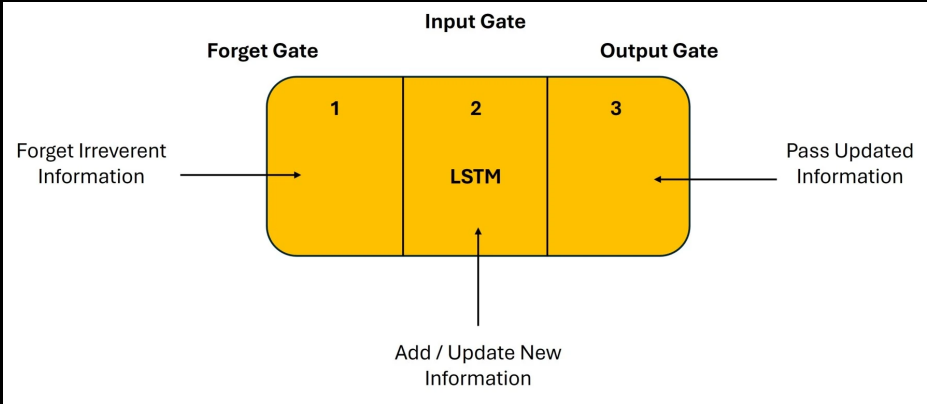 Input Gate
Forget Gate
Output Gate
1
2
3
Forget Irreverent
Information
LSTM
Pass Updated
Information
Add / Update New
Information